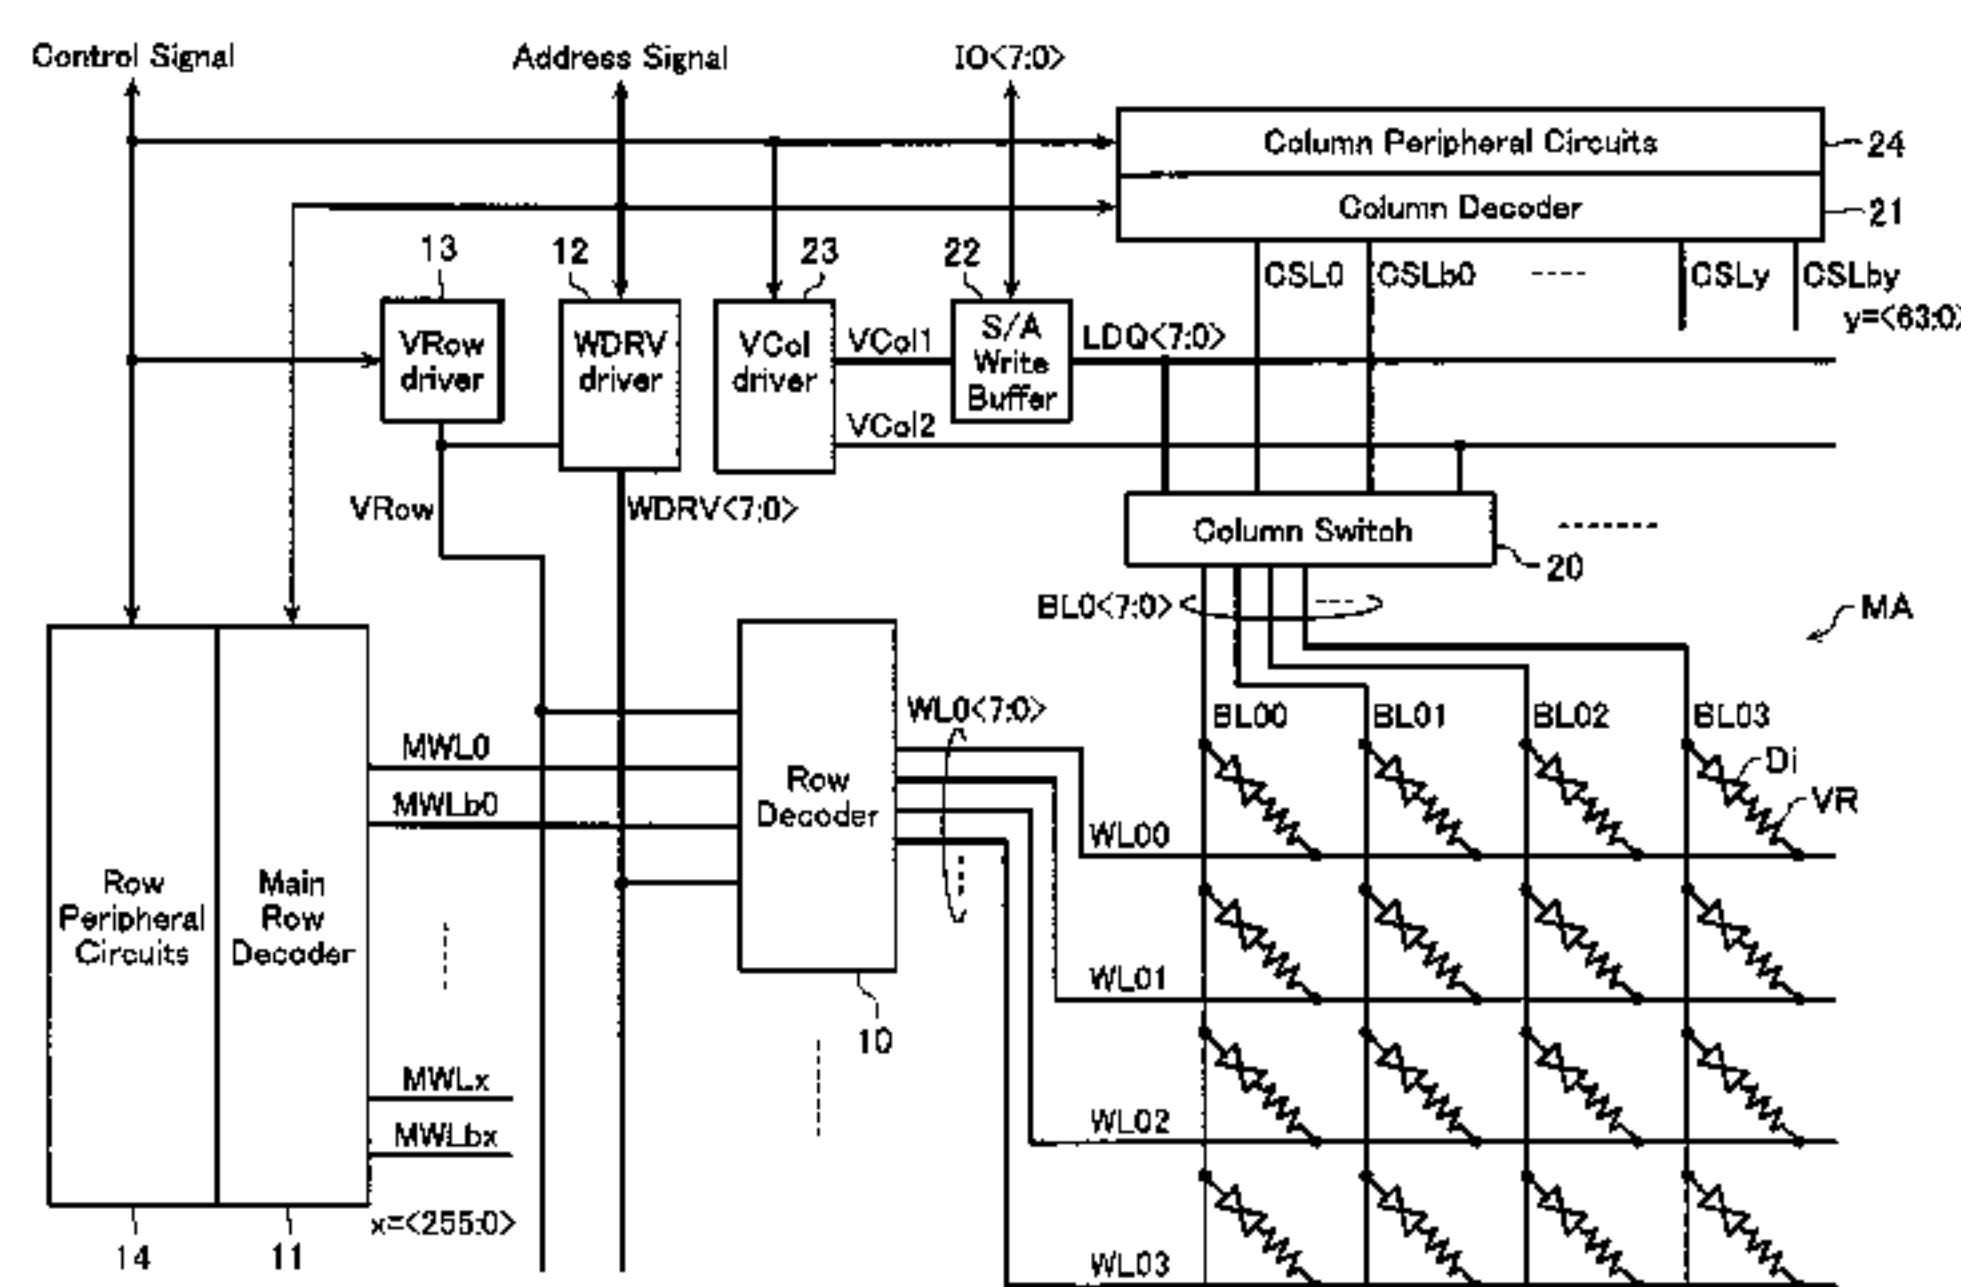 Control Signal
Address Signal
IO<7:0>
Column Peripheral Circuits
24
Column Decoder
21
13
12
23
22
CSL0
CSLb0
CSLy
CSLby
y=<63:0>
VRow
driver
WDRV
driver
VCol
driver
VCol1
S/A
Write
Buffer
LDQ<7:0>
VCol2
VRow
WDRV<7:0>
Column Switch
20
BL0<7:0>
MA
WL0<7:0>
BL00
BL01
BL02
BL03
MWL0
Di
MWLb0
Row
Decoder
VR
WL00
Row
Peripheral
Circuits
Main
Row
Decoder
WL01
10
MWLx
WL02
MWLbx
x=<255:0>
14
11
WL03